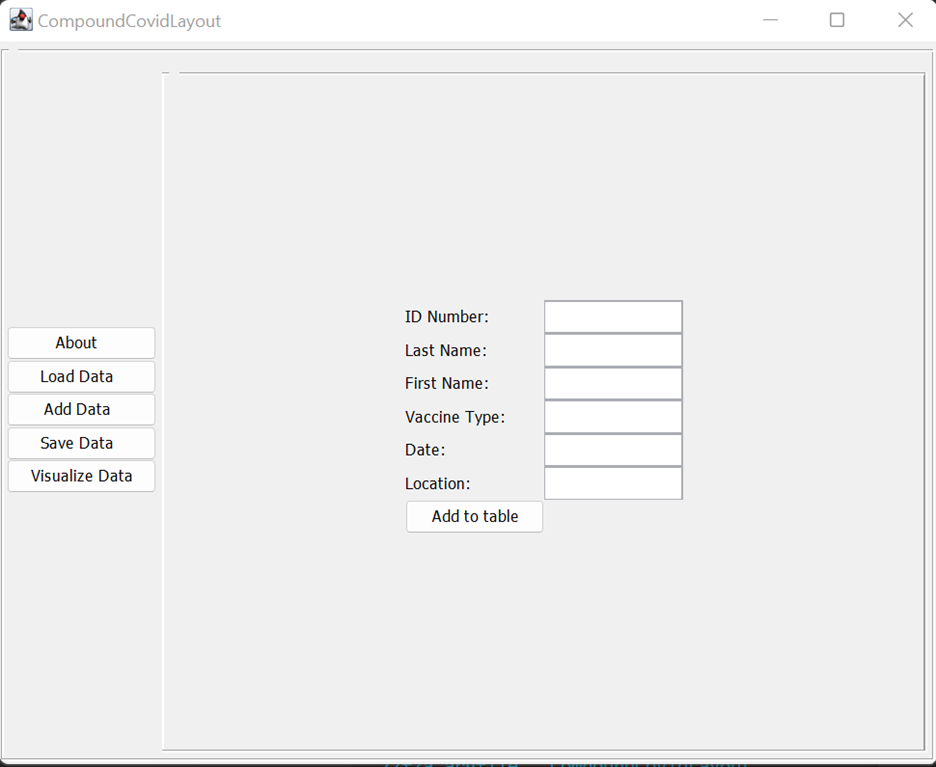 CompoundCovidLayout
About
Load Data
Add Data
Save Data
Visualize Data
ID Number:
Last Name:
First Name:
Vaccine Type:
Date:
Location:
Add to table